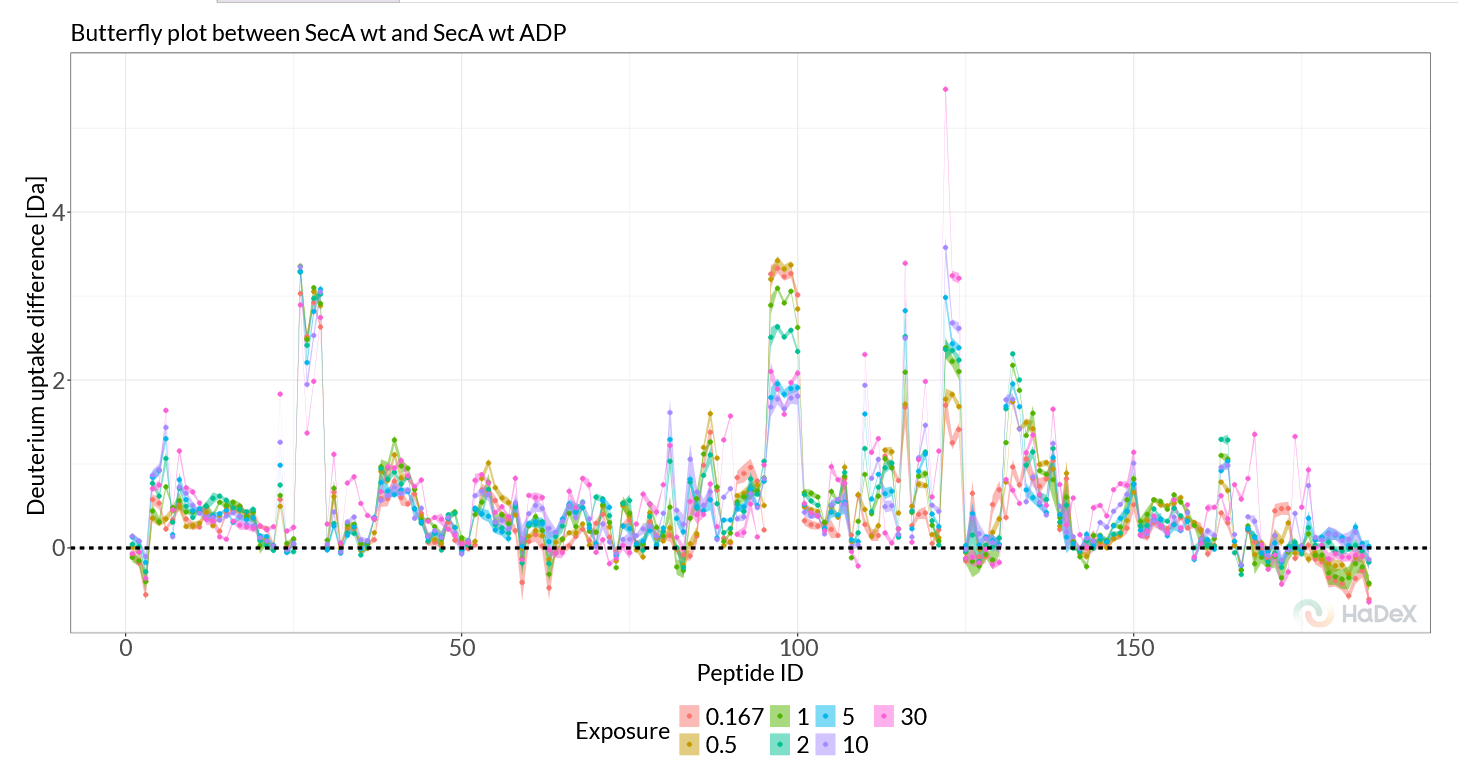 Butterfly plot between SecA wt and SecA wt ADP
Deuterium uptake difference [Da]
4
2
0
HaDeX
0 50 100 150
Peptide ID
Exposure
0.167 1 5 30
0.5 2 10